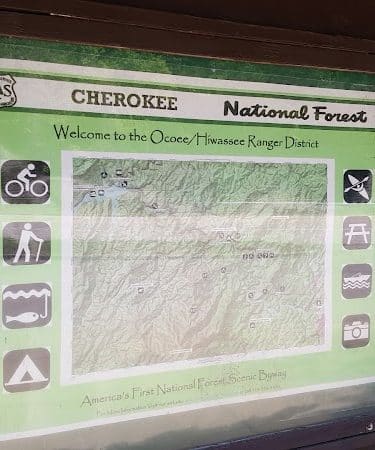 CHEROKEE National Forest
Welcome to the Ocoee/Hiwassee Ranger District
America's First National Forest Scenic Byway